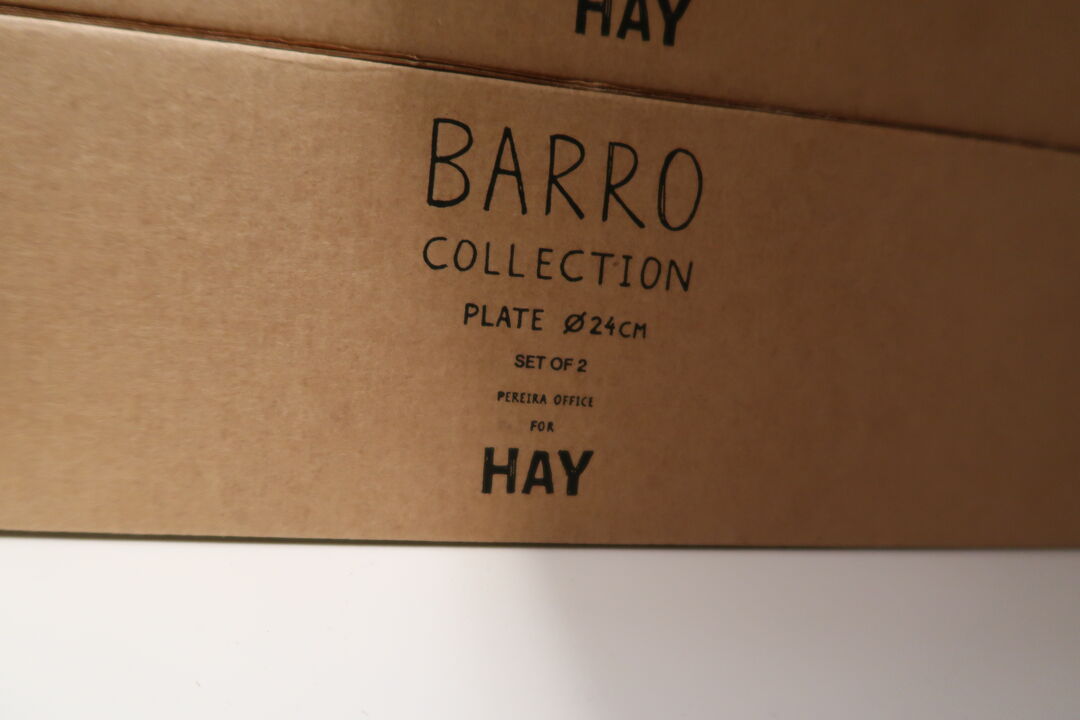 HAY
BARRO
COLLECTION
PLATE Ø24CM
SET OF 2
PEREIRA OFFICE
FOR
HAY